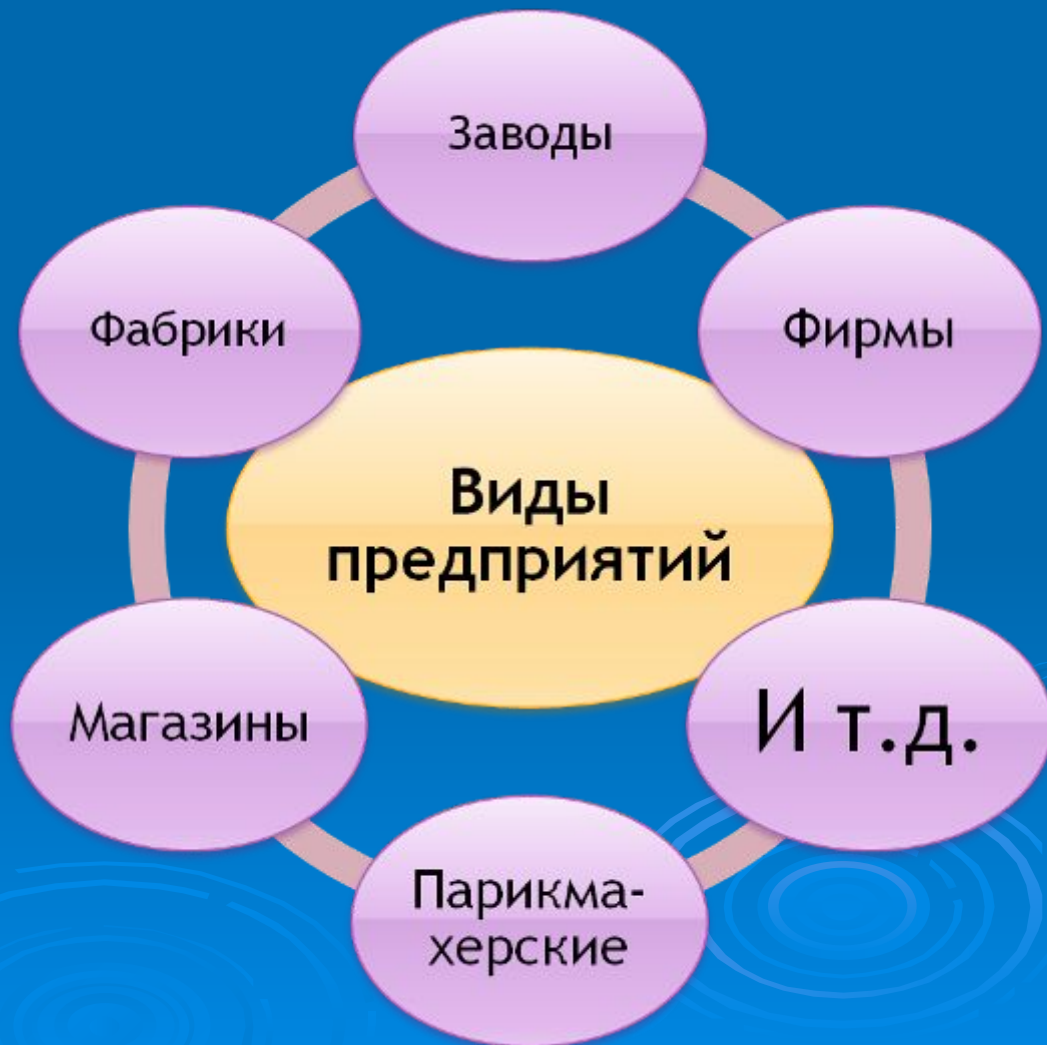 Заводы
Фабрики
Фирмы
Виды
предприятий
Магазины
И т.д.
Парикма-
херские